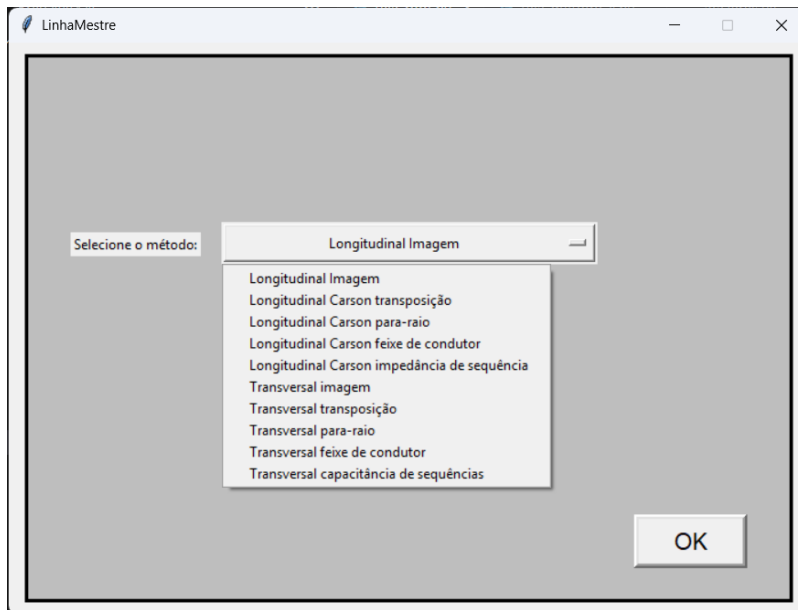 LinhaMestre
Selecione o método:
Longitudinal Imagem
Longitudinal Imagem
Longitudinal Carson transposição
Longitudinal Carson para-raio
Longitudinal Carson feixe de condutor
Longitudinal Carson impedância de sequência
Transversal imagem
Transversal transposição
Transversal para-raio
Transversal feixe de condutor
Transversal capacitância de sequências
OK